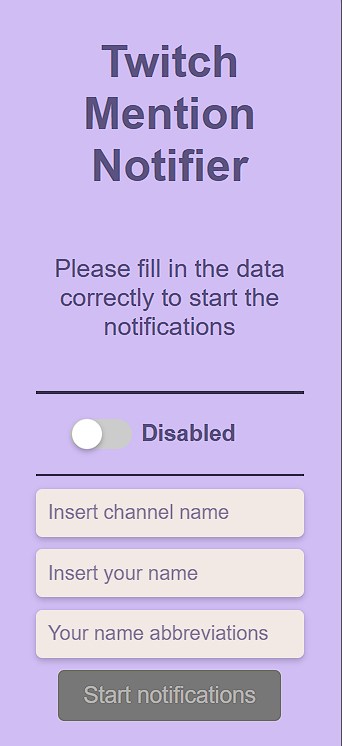 Twitch
Mention
Notifier
Please fill in the data
correctly to start the
notifications
Disabled
Insert channel name
Insert your name
Your name abbreviations
Start notifications